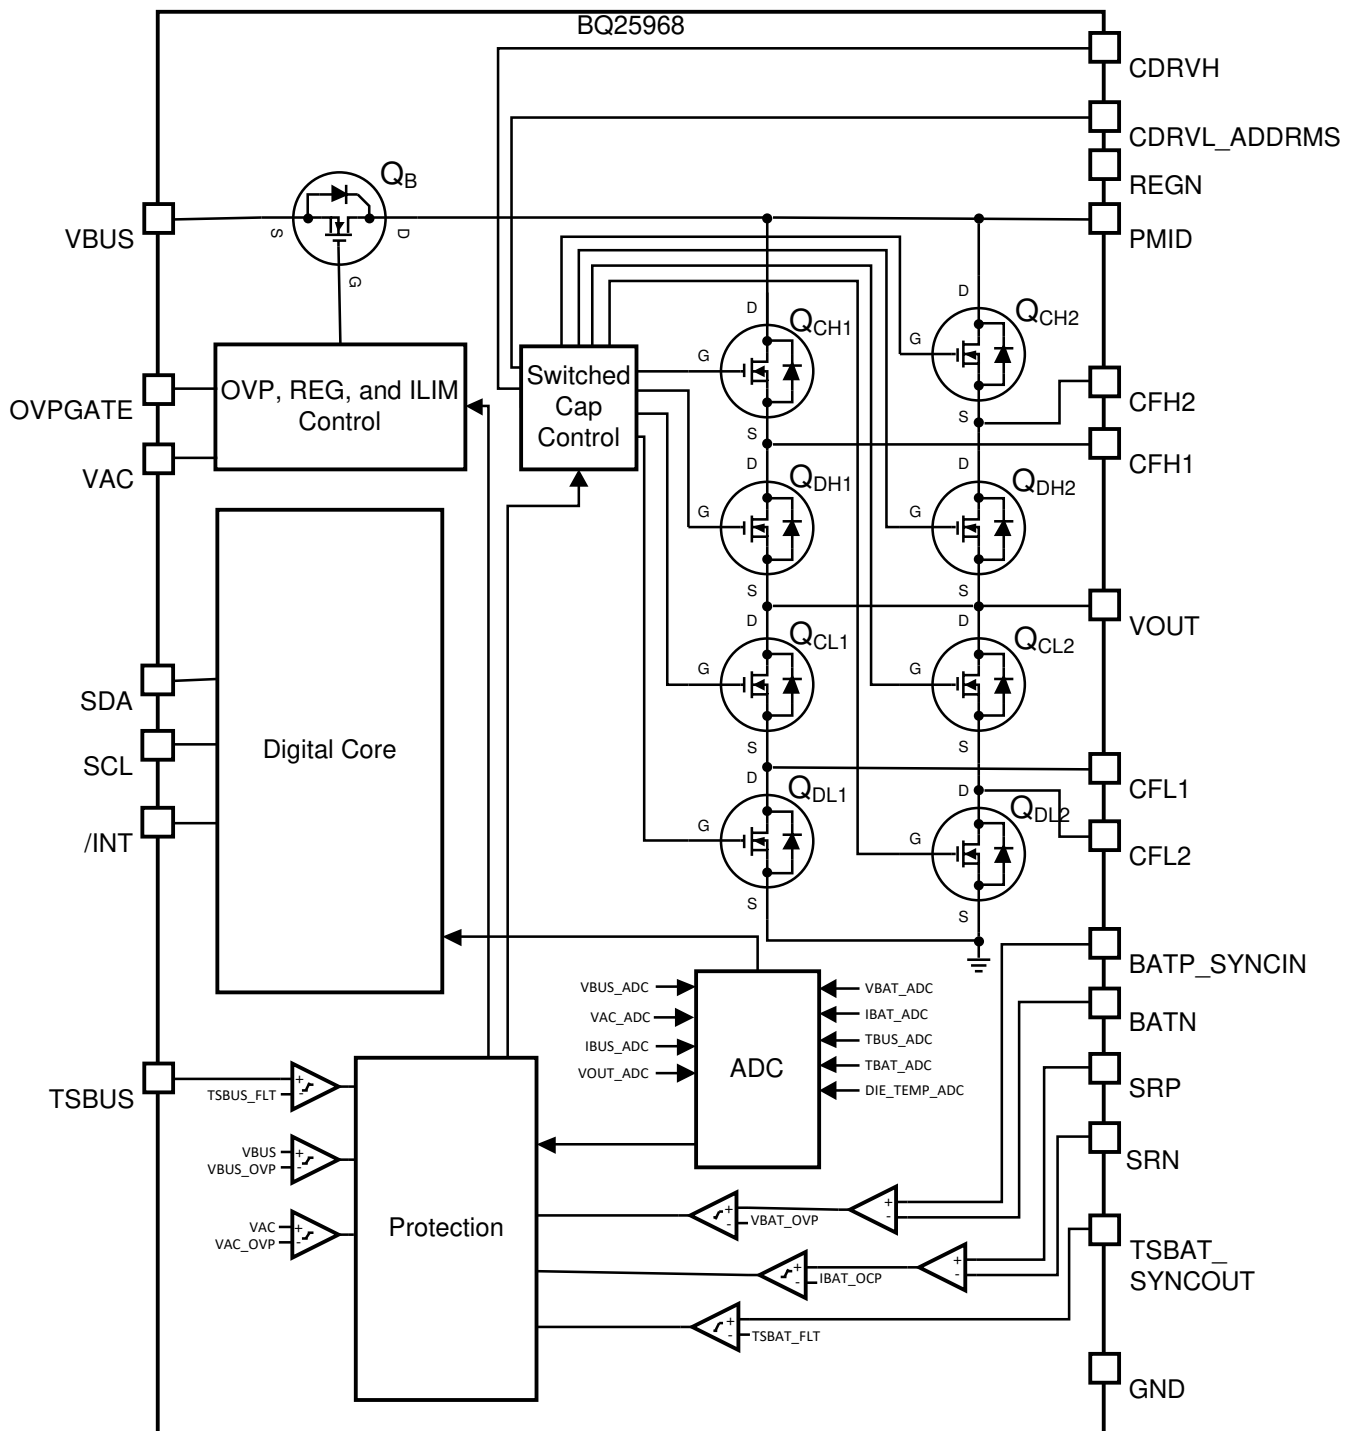 BQ25968
CDRVH
CDRVL_ADDRMS
REGN
QB
VBUS
S
D
G
PMID
D
QCH1
D
QCH2
G
G
OVP, REG, and ILIM
Control
Switched
Cap
Control
OVPGATE
VAC
S
S
CFH2
CFH1
D
QDH1
D
QDH2
G
G
S
S
VOUT
D
QCL1
D
QCL2
G
G
S
S
SDA
SCL
/INT
Digital Core
CFL1
CFL2
D
QDL1
D
QDL2
G
G
S
S
BATP_SYNCIN
BATN
SRP
SRN
TSBAT_
SYNCOUT
GND
VBUS_ADC
VAC_ADC
IBUS_ADC
VOUT_ADC
ADC
VBAT_ADC
IBAT_ADC
TBUS_ADC
TBAT_ADC
DIE_TEMP_ADC
TSBUS
+
-
TSBUS_FLT
VBUS
+
VBUS_OVP
-
VAC
+
VAC_OVP
-
Protection
+
-
VBAT_OVP
+
-
+
-
IBAT_OCP
+
-
+
-
TSBAT_FLT